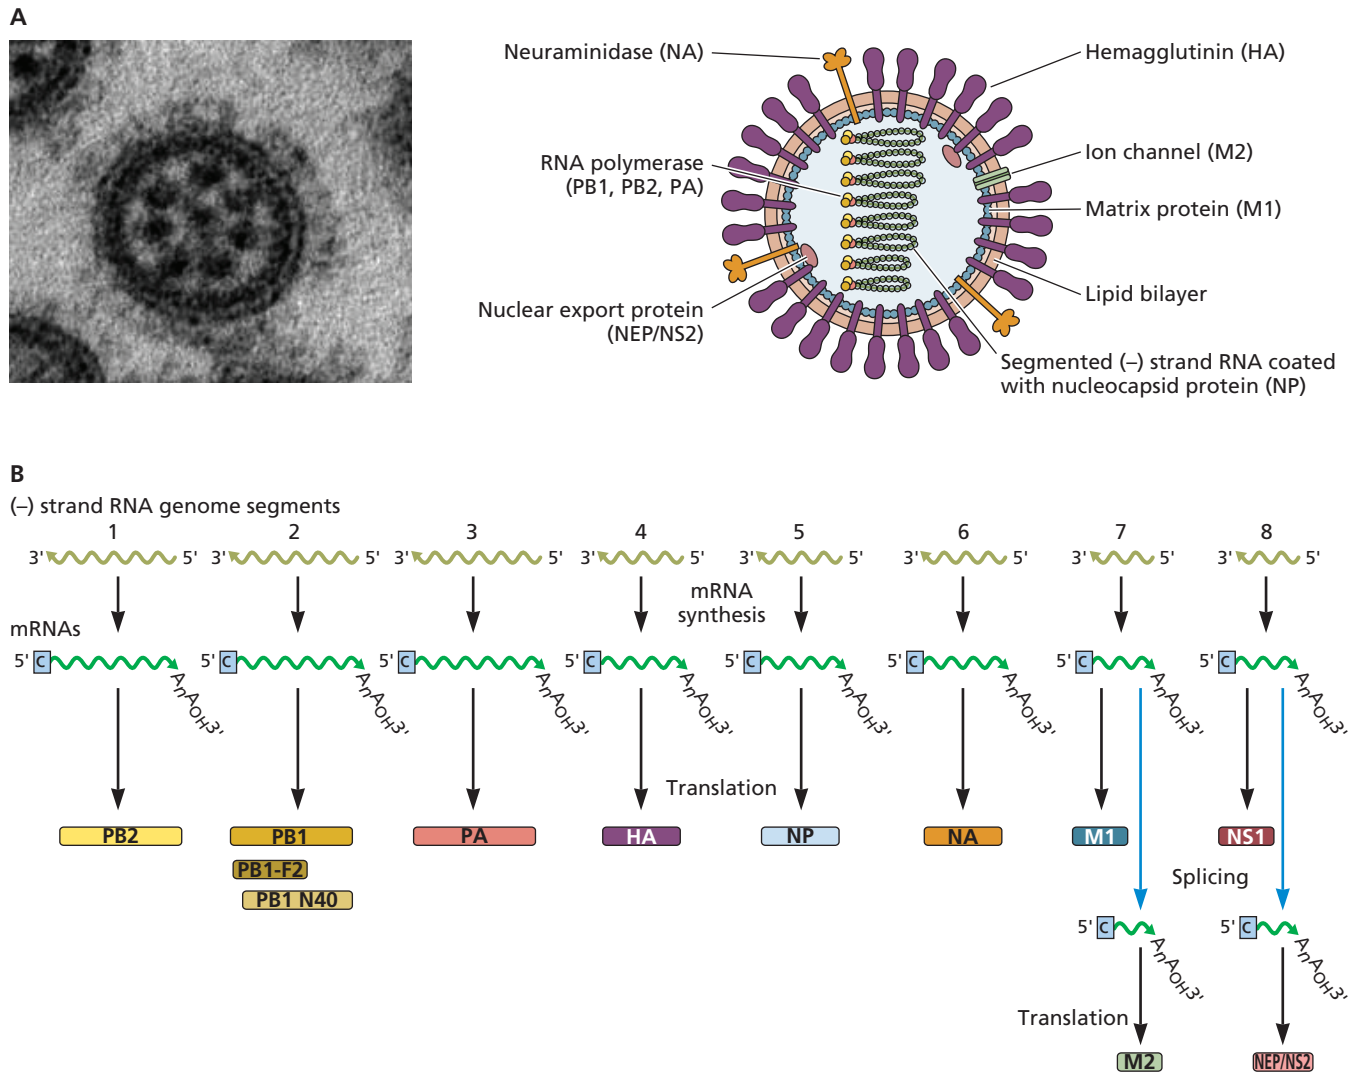 A
Neuraminidase (NA)
Hemagglutinin (HA)
RNA polymerase
(PB1, PB2, PA)
Ion channel (M2)
Matrix protein (M1)
Nuclear export protein
(NEP/NS2)
Lipid bilayer
Segmented (–) strand RNA coated
with nucleocapsid protein (NP)
B
(–) strand RNA genome segments
1 2 3 4 5 6 7 8
3' 5' 3' 5' 3' 5' 3' 5' 3' 5' 3' 5' 3' 5' 3' 5'
mRNA
synthesis
mRNAs
5' C AnAOH3' 5' C AnAOH3' 5' C AnAOH3' 5' C AnAOH3' 5' C AnAOH3' 5' C AnAOH3' 5' C AnAOH3' 5' C AnAOH3'
Translation
PB2 PB1 PA HA NP NA M1 NS1
PB1-F2
PB1 N40
Splicing
5' C AnAOH3' 5' C AnAOH3'
Translation
M2 NEP/NS2